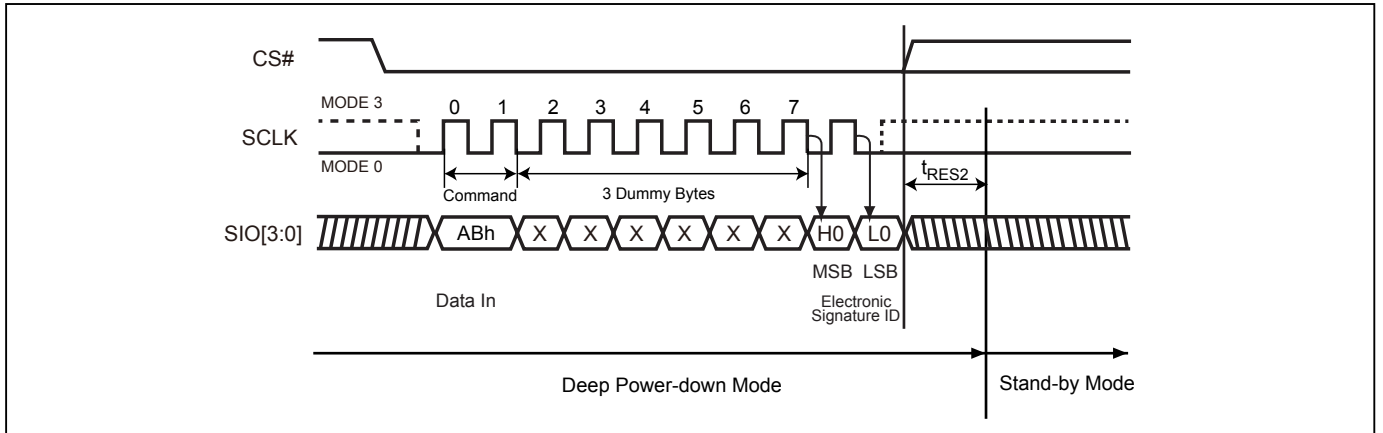 CS#
MODE 3
0 1 2 3 4 5 6 7
SCLK
MODE 0
tRES2
Command
3 Dummy Bytes
SIO[3:0]
ABh X X X X X X H0 L0
MSB LSB
Data In
Electronic
Signature ID
Deep Power-down Mode
Stand-by Mode